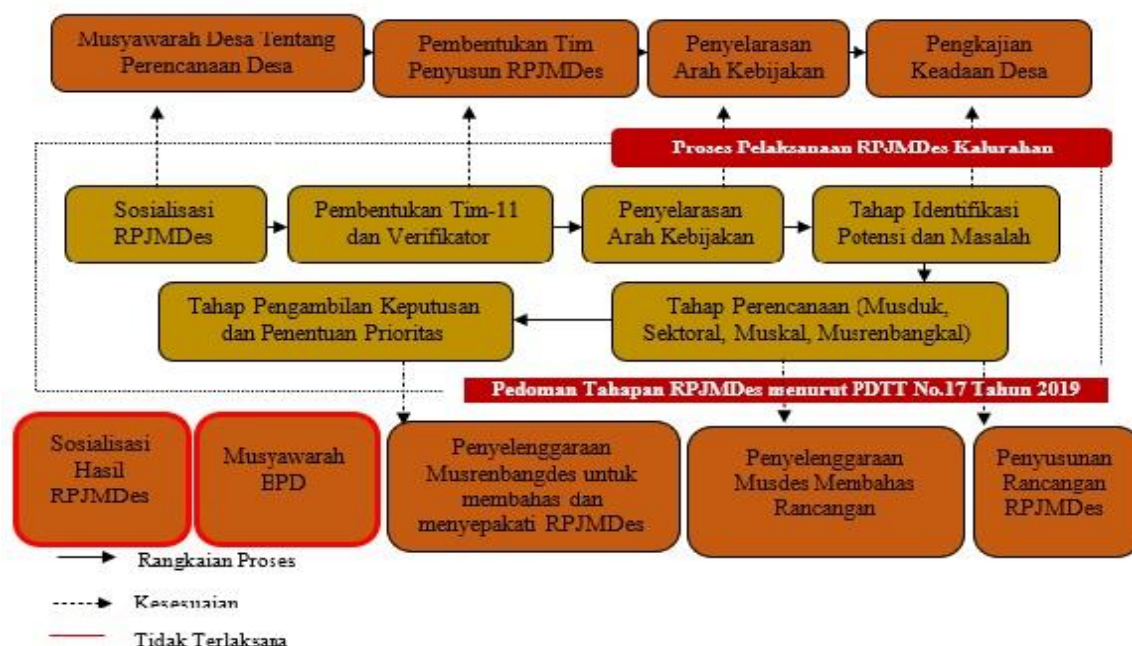 Musyawarah Desa Tentang
Perencanaan Desa
Pembentukan Tim
Penyusun RPJMDes
Penyelarasan
Arah Kebijakan
Pengkajian
Keadaan Desa
Proses Pelaksanaan RPJMDes Kalurahan
Sosialisasi
RPJMDes
Pembentukan Tim-11
dan Verifikator
Penyelarasan
Arah Kebijakan
Tahap Identifikasi
Potensi dan Masalah
Tahap Pengambilan Keputusan
dan Penentuan Prioritas
Tahap Perencanaan (Musduk,
Sektoral, Muskal, Musrenbangkal)
Pedoman Tahapan RPJMDes menurut PDTT No.17 Tahun 2019
Sosialisasi
Hasil
RPJMDes
Musyawarah
BPD
Penyelenggaraan
Musrenbangdes untuk
membahas dan
menyepakati RPJMDes
Penyelenggaraan
Musdes Membahas
Rancangan
Penyusunan
Rancangan
RPJMDes
Rangkaian Proses
Kesesuaian
Tidak Terlaksana